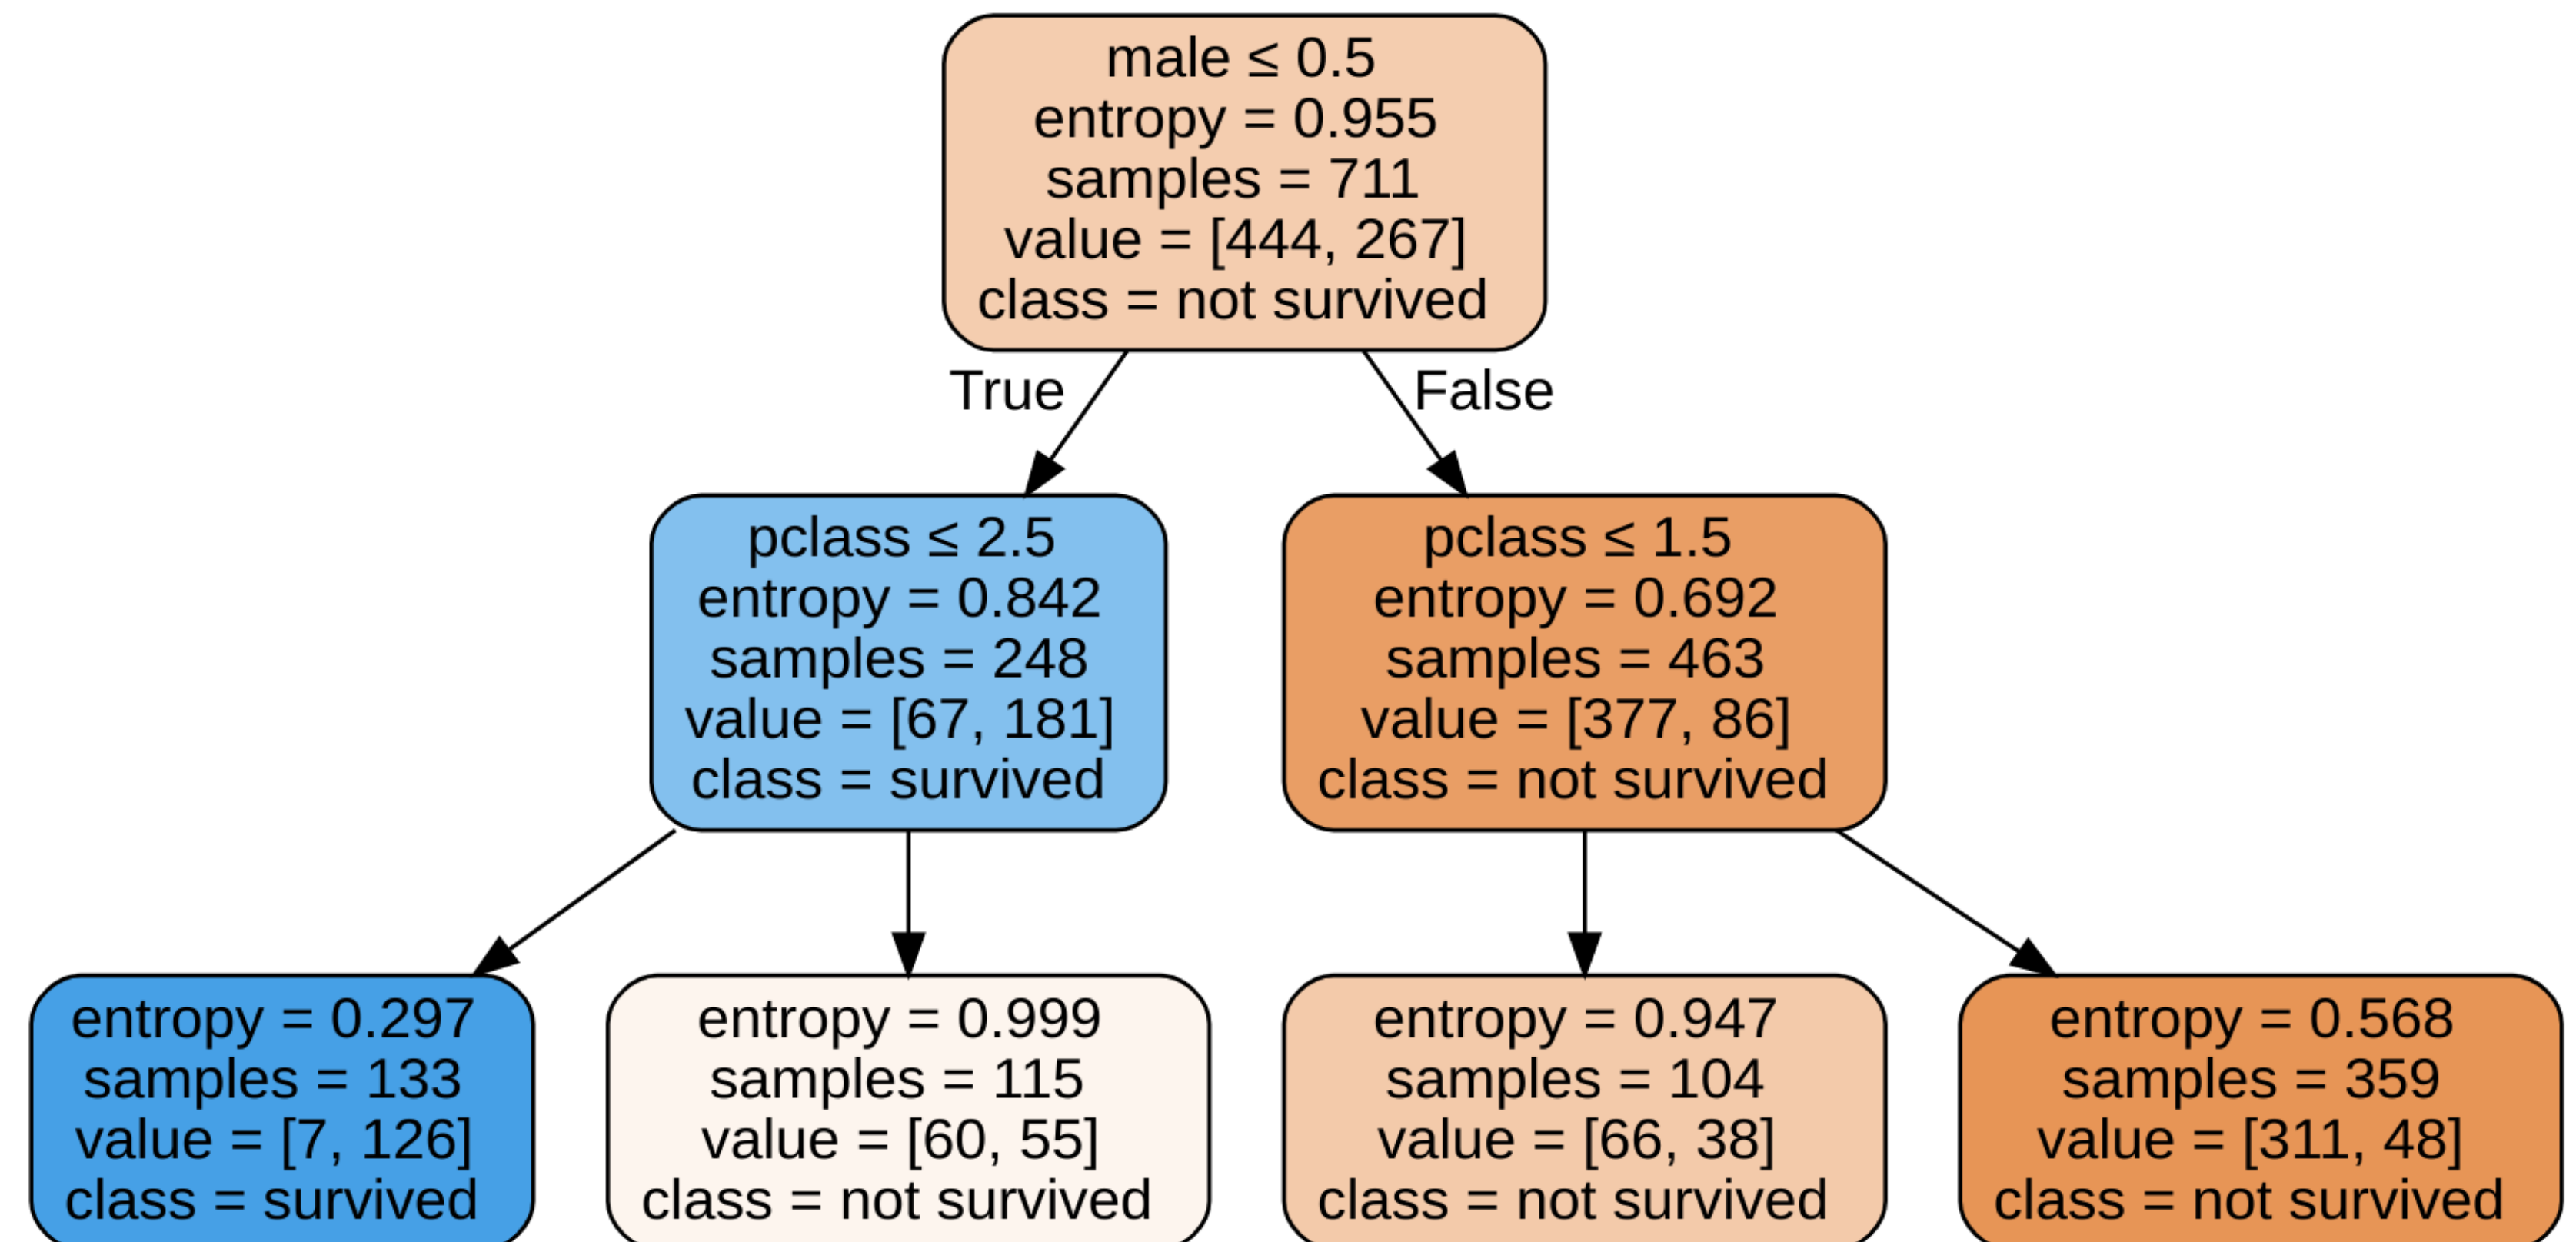 male ≤ 0.5
entropy = 0.955
samples = 711
value = [444, 267]
class = not survived
True
False
pclass ≤ 2.5
entropy = 0.842
samples = 248
value = [67, 181]
class = survived
pclass ≤ 1.5
entropy = 0.692
samples = 463
value = [377, 86]
class = not survived
entropy = 0.297
samples = 133
value = [7, 126]
class = survived
entropy = 0.999
samples = 115
value = [60, 55]
class = not survived
entropy = 0.947
samples = 104
value = [66, 38]
class = not survived
entropy = 0.568
samples = 359
value = [311, 48]
class = not survived